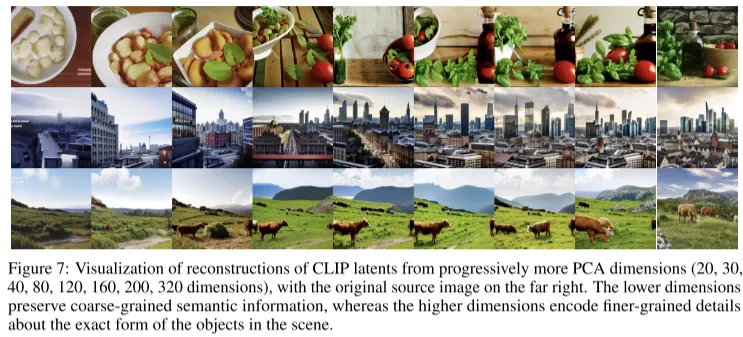 Figure 7: Visualization of reconstructions of CLIP latents from progressively more PCA dimensions (20, 30,
40, 80, 120, 160, 200, 320 dimensions), with the original source image on the far right. The lower dimensions
preserve coarse-grained semantic information, whereas the higher dimensions encode finer-grained details
about the exact form of the objects in the scene.